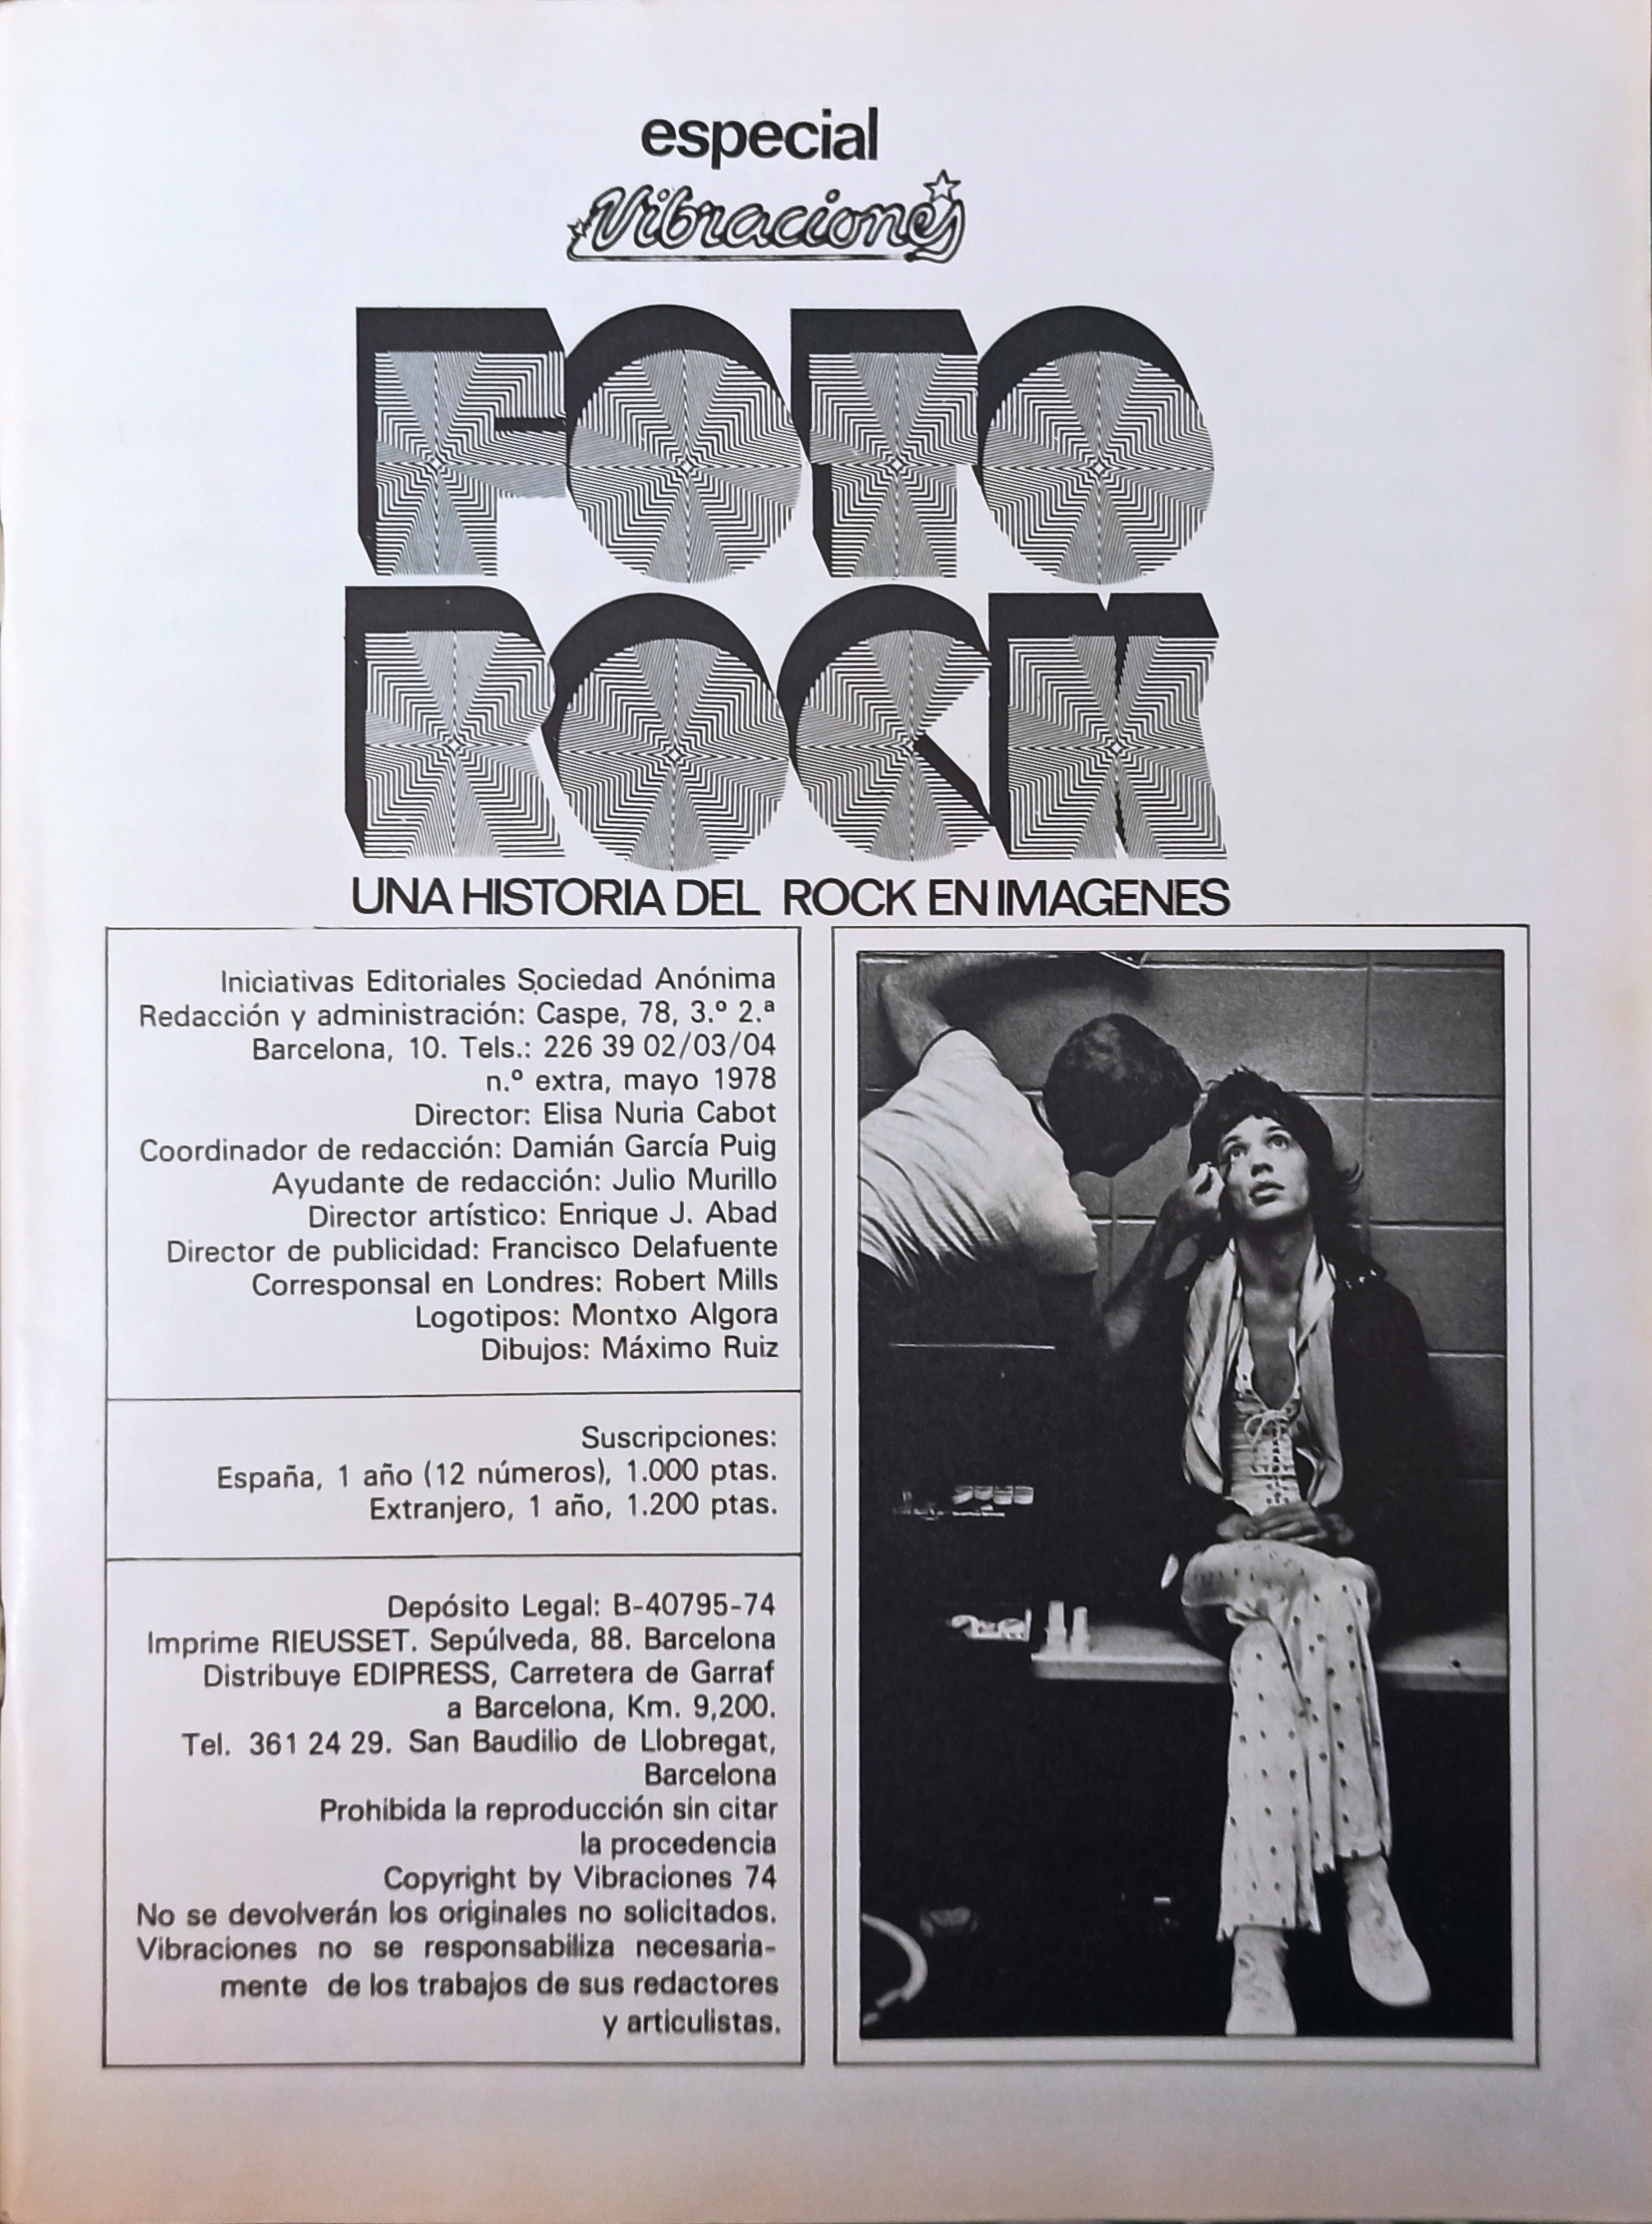 especial
Vibraciones
FOTO
ROCK
UNA HISTORIA DEL ROCK EN IMAGENES
Iniciativas Editoriales Sociedad Anónima
Redacción y administración: Caspe, 78, 3.º 2.ª
Barcelona, 10. Tels.: 226 39 02/03/04
n.º extra, mayo 1978
Director: Elisa Nuria Cabot
Coordinador de redacción: Damián García Puig
Ayudante de redacción: Julio Murillo
Director artístico: Enrique J. Abad
Director de publicidad: Francisco Delafuente
Corresponsal en Londres: Robert Mills
Logotipos: Montxo Algora
Dibujos: Máximo Ruiz
Suscripciones:
España, 1 año (12 números), 1.000 ptas.
Extranjero, 1 año, 1.200 ptas.
Depósito Legal: B-40795-74
Imprime RIEUSSET. Sepúlveda, 88. Barcelona
Distribuye EDIPRESS, Carretera de Garraf
a Barcelona, Km. 9,200.
Tel. 361 24 29. San Baudilio de Llobregat,
Barcelona
Prohibida la reproducción sin citar
la procedencia
Copyright by Vibraciones 74
No se devolverán los originales no solicitados.
Vibraciones no se responsabiliza necesaria-
mente de los trabajos de sus redactores
y articulistas.